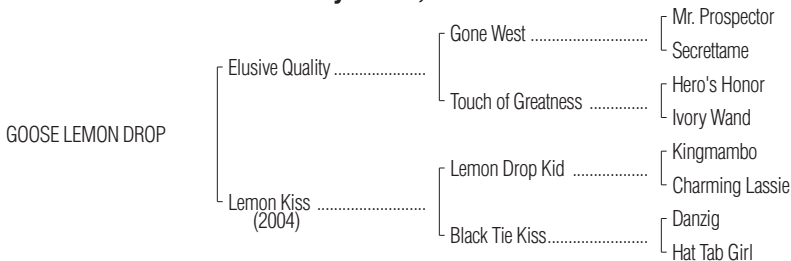 Mr. Prospector
Gone West ...........................
Secrettame
Elusive Quality .....................
Hero's Honor
Touch of Greatness .............
Ivory Wand
GOOSE LEMON DROP
Kingmambo
Lemon Drop Kid .................
Charming Lassie
Lemon Kiss .........................
(2004)
Danzig
Black Tie Kiss.......................
Hat Tab Girl